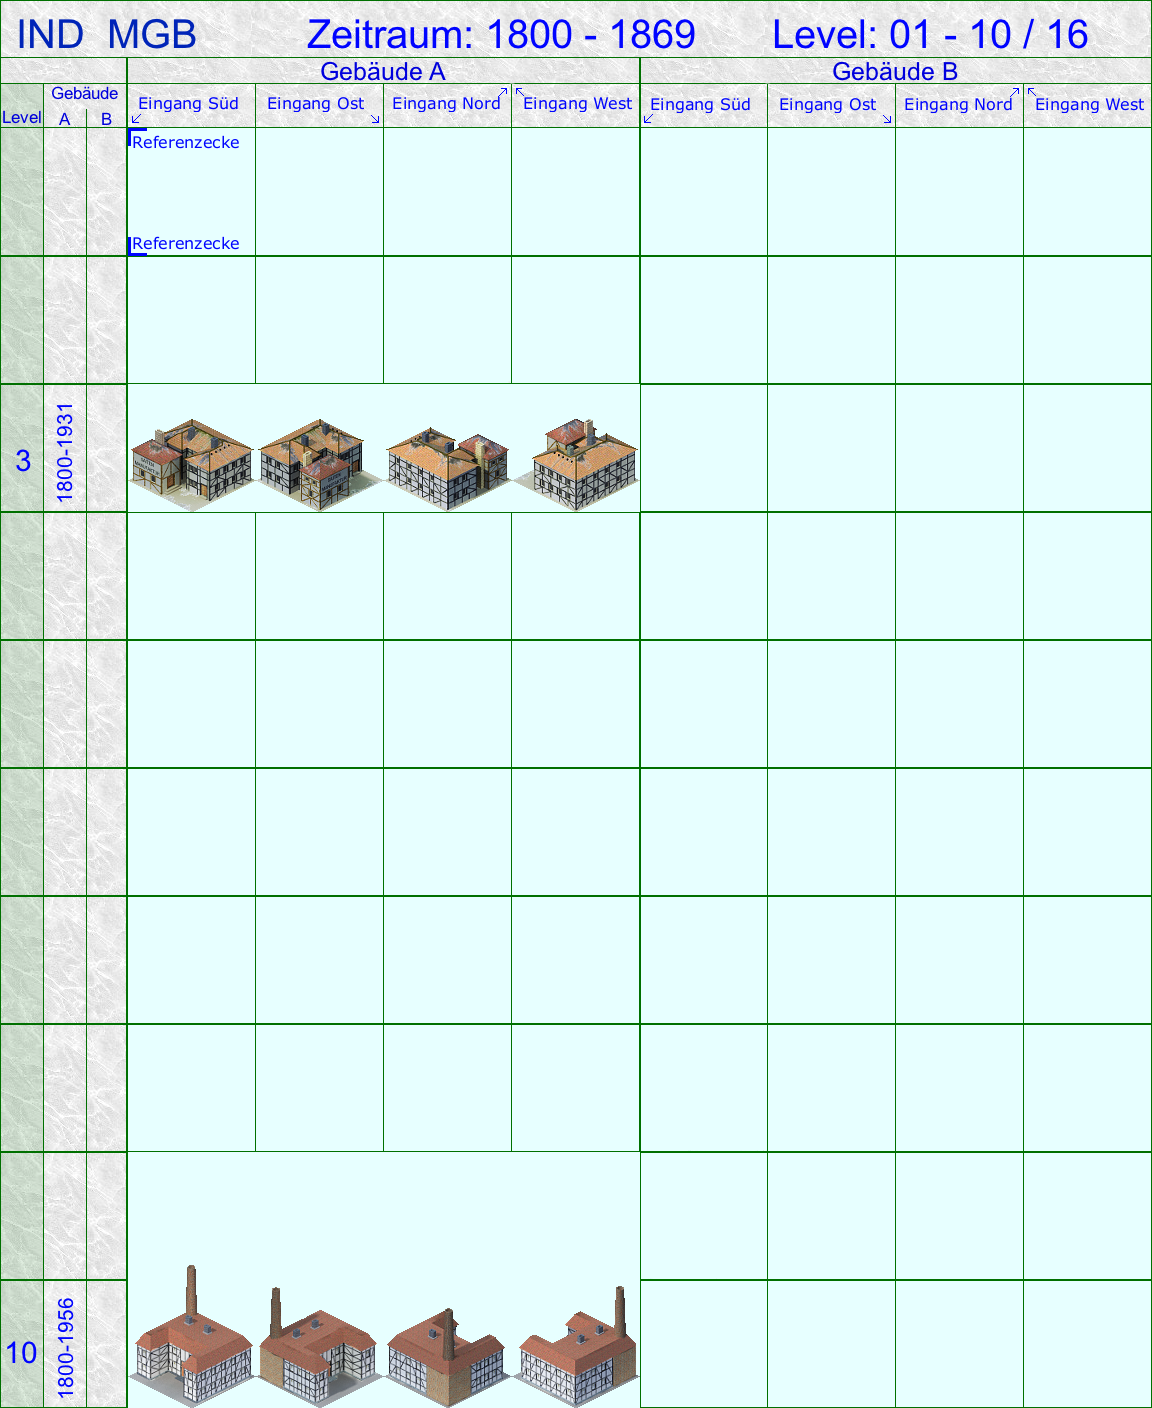 IND MGB Zeitraum: 1800 - 1869 Level: 01 - 10 / 16
Gebäude A Gebäude B
Level Gebäude A B
Eingang Süd Eingang Ost Eingang Nord Eingang West Eingang Süd Eingang Ost Eingang Nord Eingang West
Referenzecke
Referenzecke
3 1800-1931
10 1800-1956